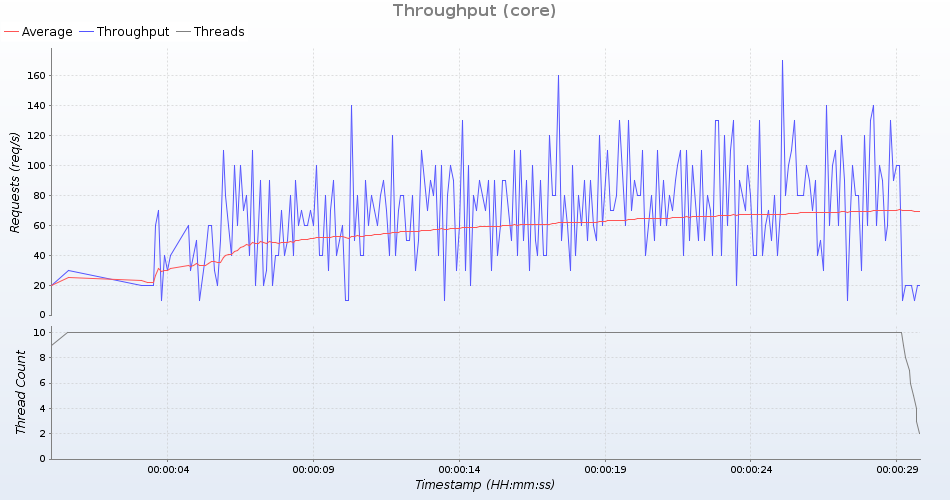 Throughput (core)
Average Throughput Threads
160
140
120
100
80
60
40
20
0
Requests (req/s)
10
8
6
4
2
0
Thread Count
00:00:04 00:00:09 00:00:14 00:00:19 00:00:24 00:00:29
Timestamp (HH:mm:ss)